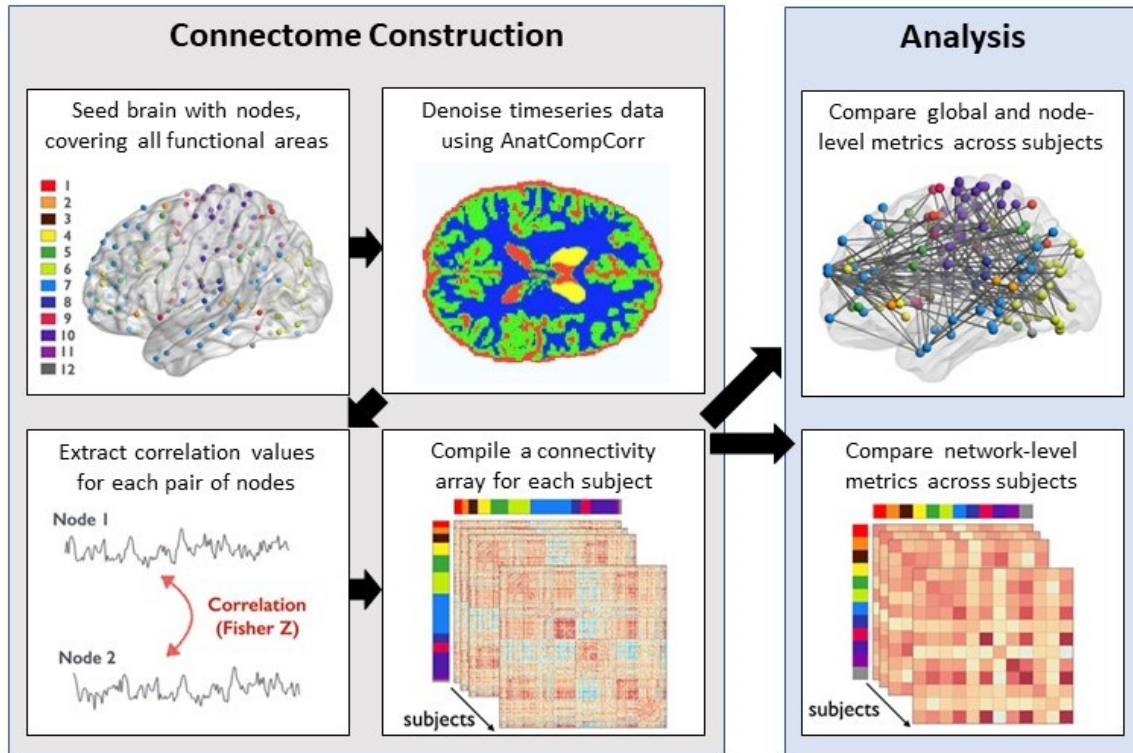 Connectome Construction
Seed brain with nodes,
covering all functional areas
1
2
3
4
5
6
7
8
9
10
11
12
Denoise timeseries data
using AnatCompCorr
Extract correlation values
for each pair of nodes
Node 1
Correlation
(Fisher Z)
Node 2
Compile a connectivity
array for each subject
subjects
Analysis
Compare global and node-
level metrics across subjects
Compare network-level
metrics across subjects
subjects